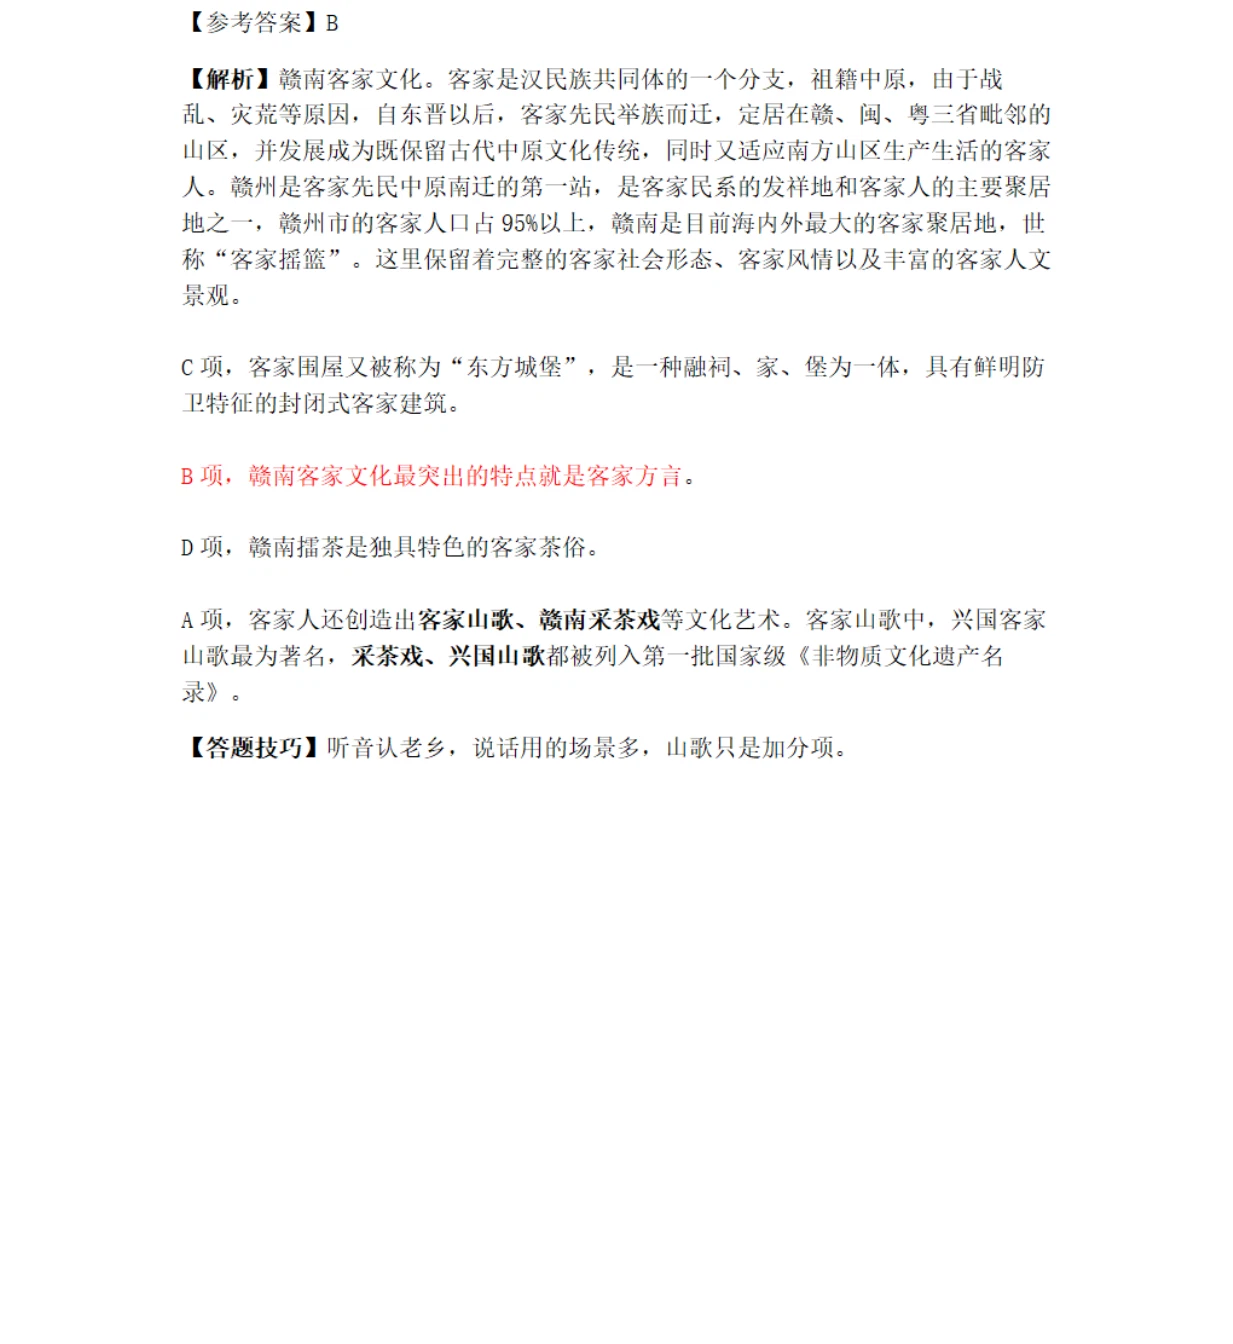 【参考答案】B
【解析】赣南客家文化。客家是汉民族共同体的一个分支，祖籍中原，由于战
乱、灾荒等原因，自东晋以后，客家先民举族而迁，定居在赣、闽、粤三省毗邻的
山区，并发展成为既保留古代中原文化传统，同时又适应南方山区生产生活的客家
人。赣州是客家先民中原南迁的第一站，是客家民系的发祥地和客家人的主要聚居
地之一，赣州市的客家人口占 95%以上，赣南是目前海内外最大的客家聚居地，世
称“客家摇篮”。这里保留着完整的客家社会形态、客家风情以及丰富的客家人文
景观。
C 项，客家围屋又被称为“东方城堡”，是一种融祠、家、堡为一体，具有鲜明防
卫特征的封闭式客家建筑。
B 项，赣南客家文化最突出的特点就是客家方言。
D 项，赣南擂茶是独具特色的客家茶俗。
A 项，客家人还创造出客家山歌、赣南采茶戏等文化艺术。客家山歌中，兴国客家
山歌最为著名，采茶戏、兴国山歌都被列入第一批国家级《非物质文化遗产名
录》。
【答题技巧】听音认老乡，说话用的场景多，山歌只是加分项。